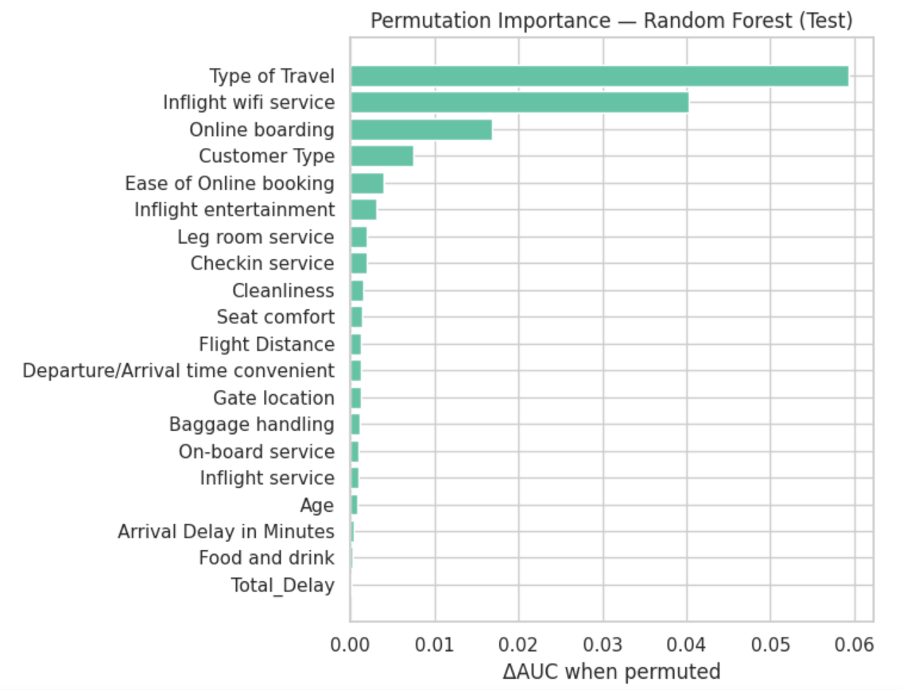 Permutation Importance — Random Forest (Test)
Type of Travel
Inflight wifi service
Online boarding
Customer Type
Ease of Online booking
Inflight entertainment
Leg room service
Checkin service
Cleanliness
Seat comfort
Flight Distance
Departure/Arrival time convenient
Gate location
Baggage handling
On-board service
Inflight service
Age
Arrival Delay in Minutes
Food and drink
Total_Delay
0.00 0.01 0.02 0.03 0.04 0.05 0.06
ΔAUC when permuted